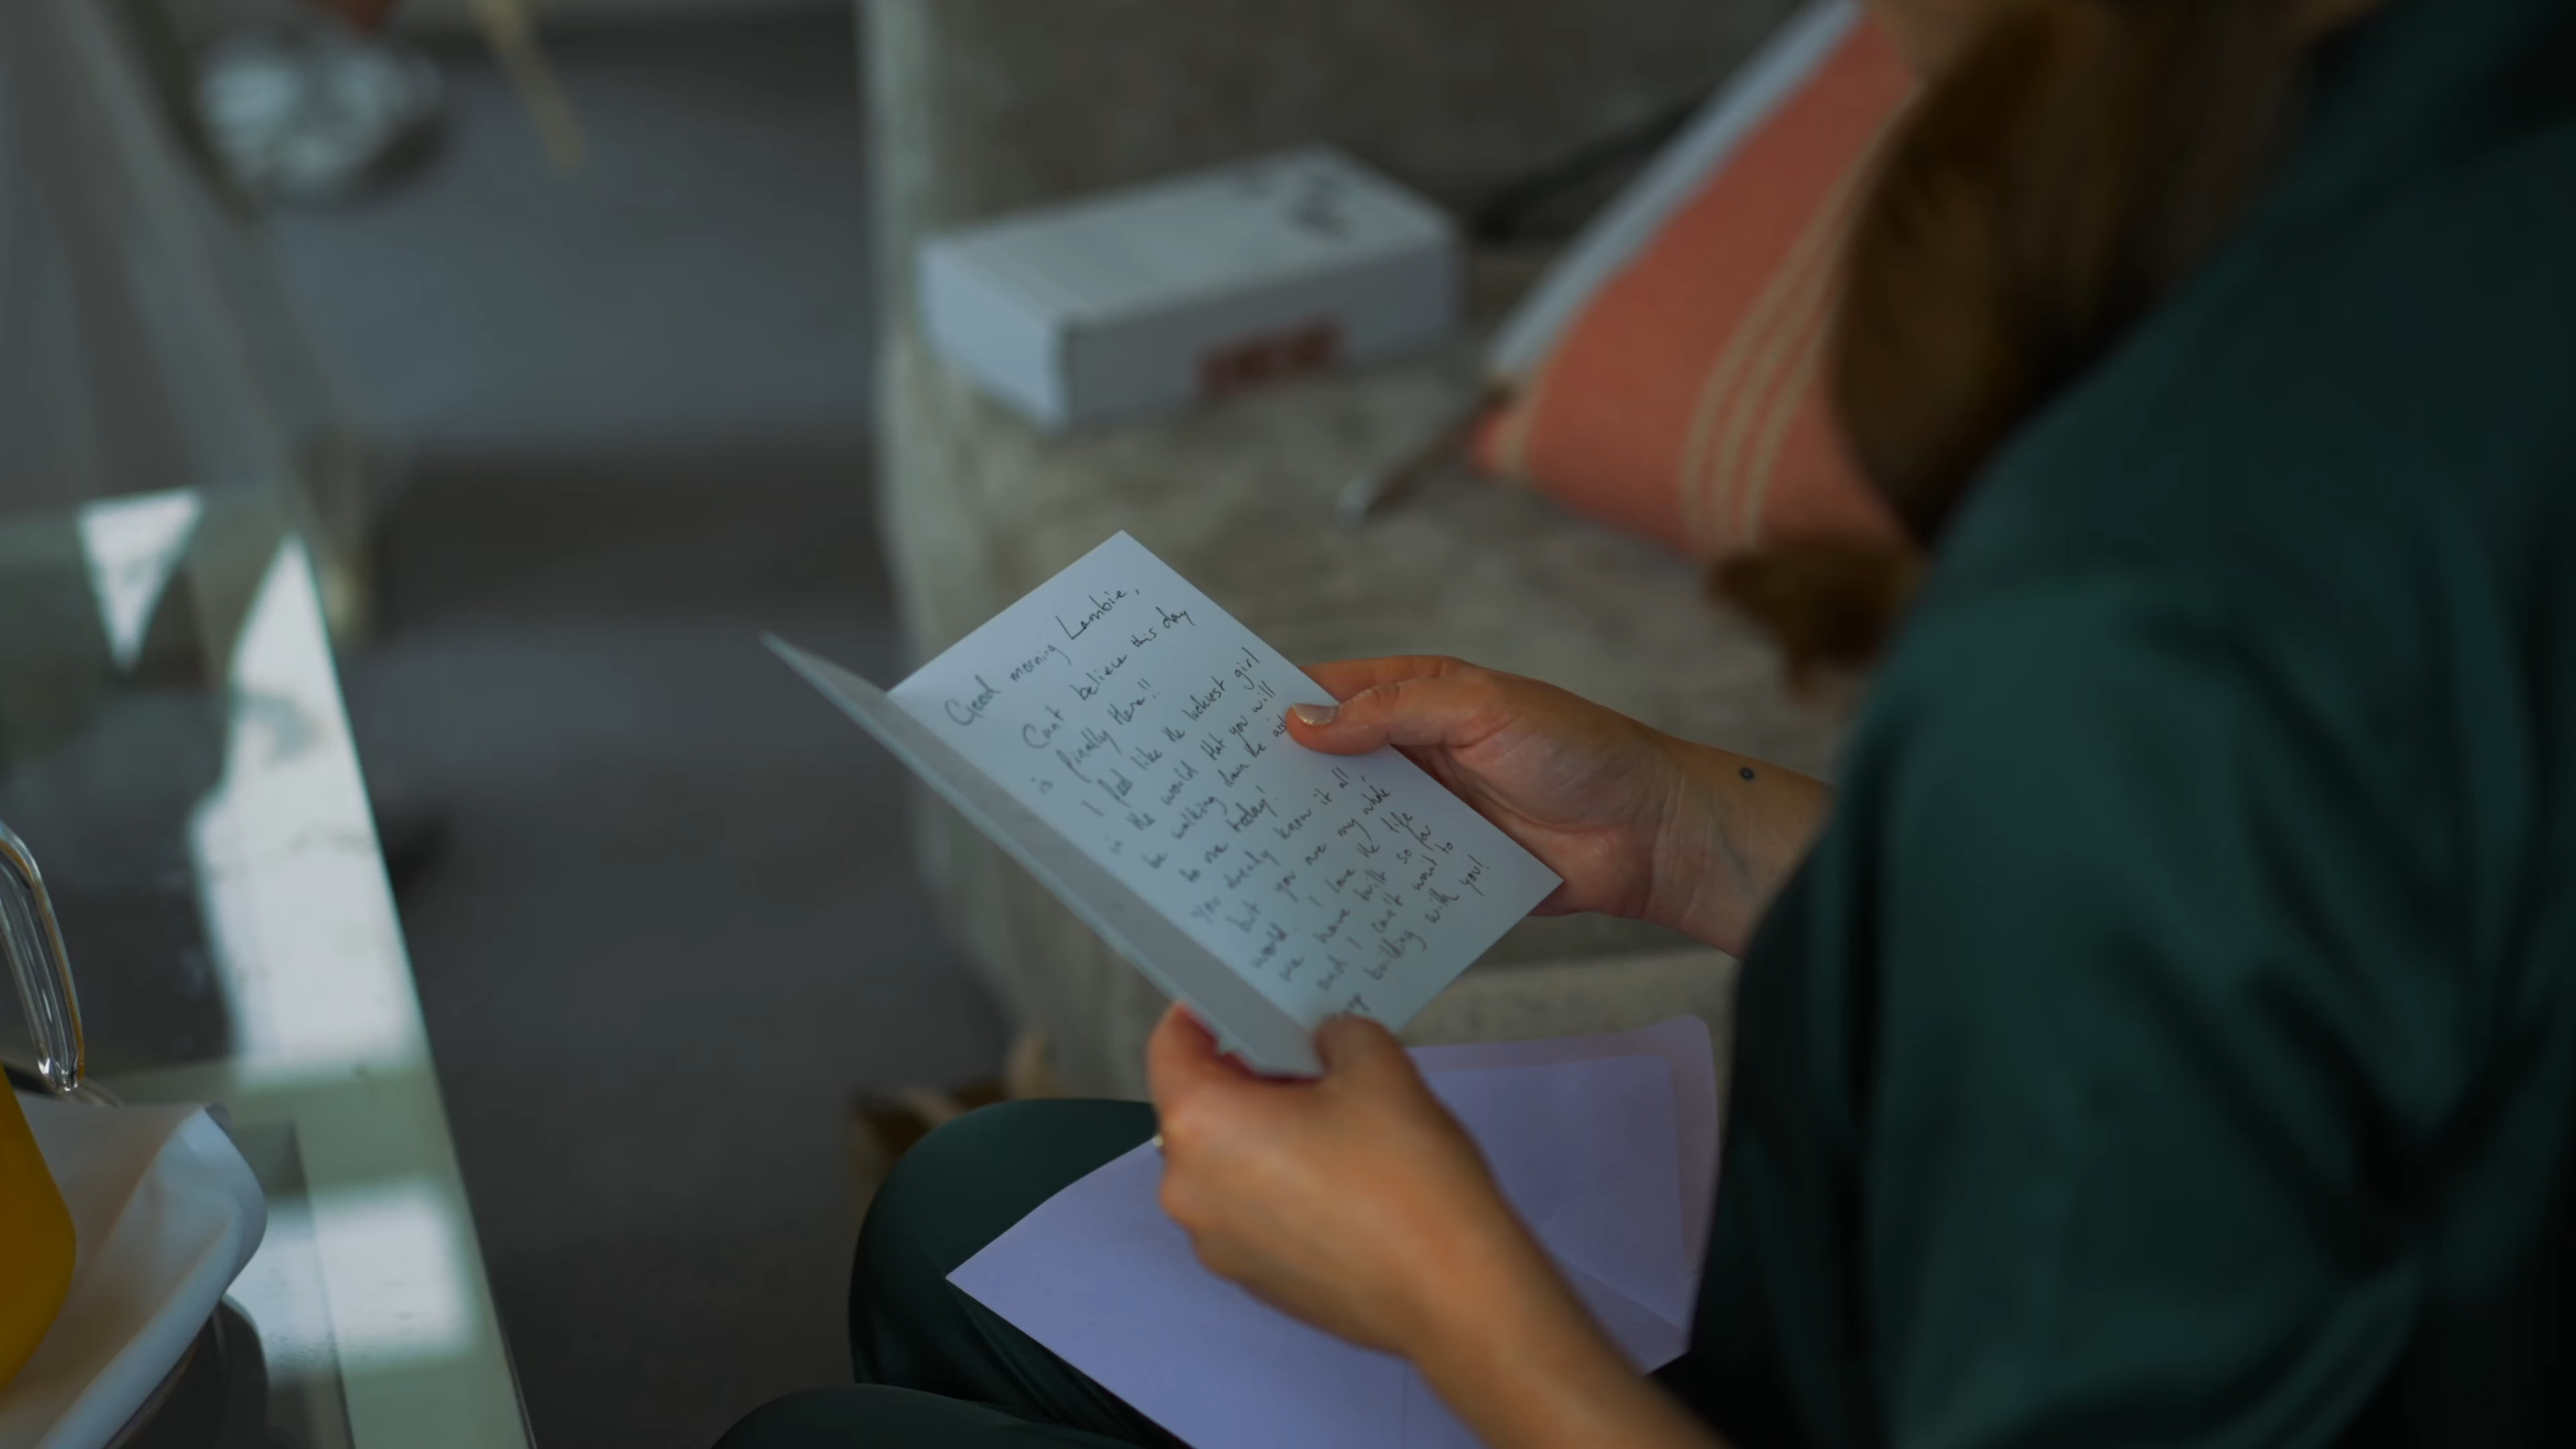 Good morning Lambie,
Can't believe this day
is finally here!!
I feel like the luckiest girl
in the world that you will
be walking down the aisle
to me today!
You already know it all,
but you are my whole
world. I love the life
we have built so far
and I can't wait to
keep building with you!